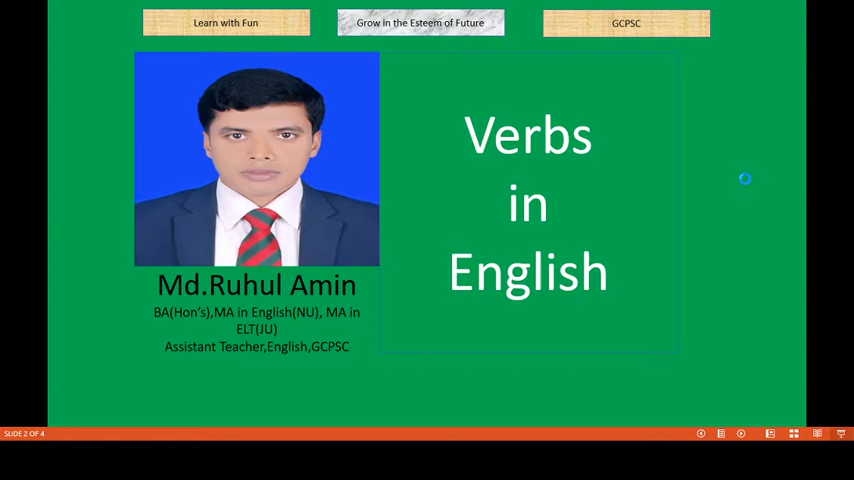 Learn with Fun
Grow in the Esteem of Future
GCPSC
Verbs
in
English
Md.Ruhul Amin
BA(Hon's),MA in English(NU), MA in
ELT(JU)
Assistant Teacher,English,GCPSC
SLIDE 2 OF 4